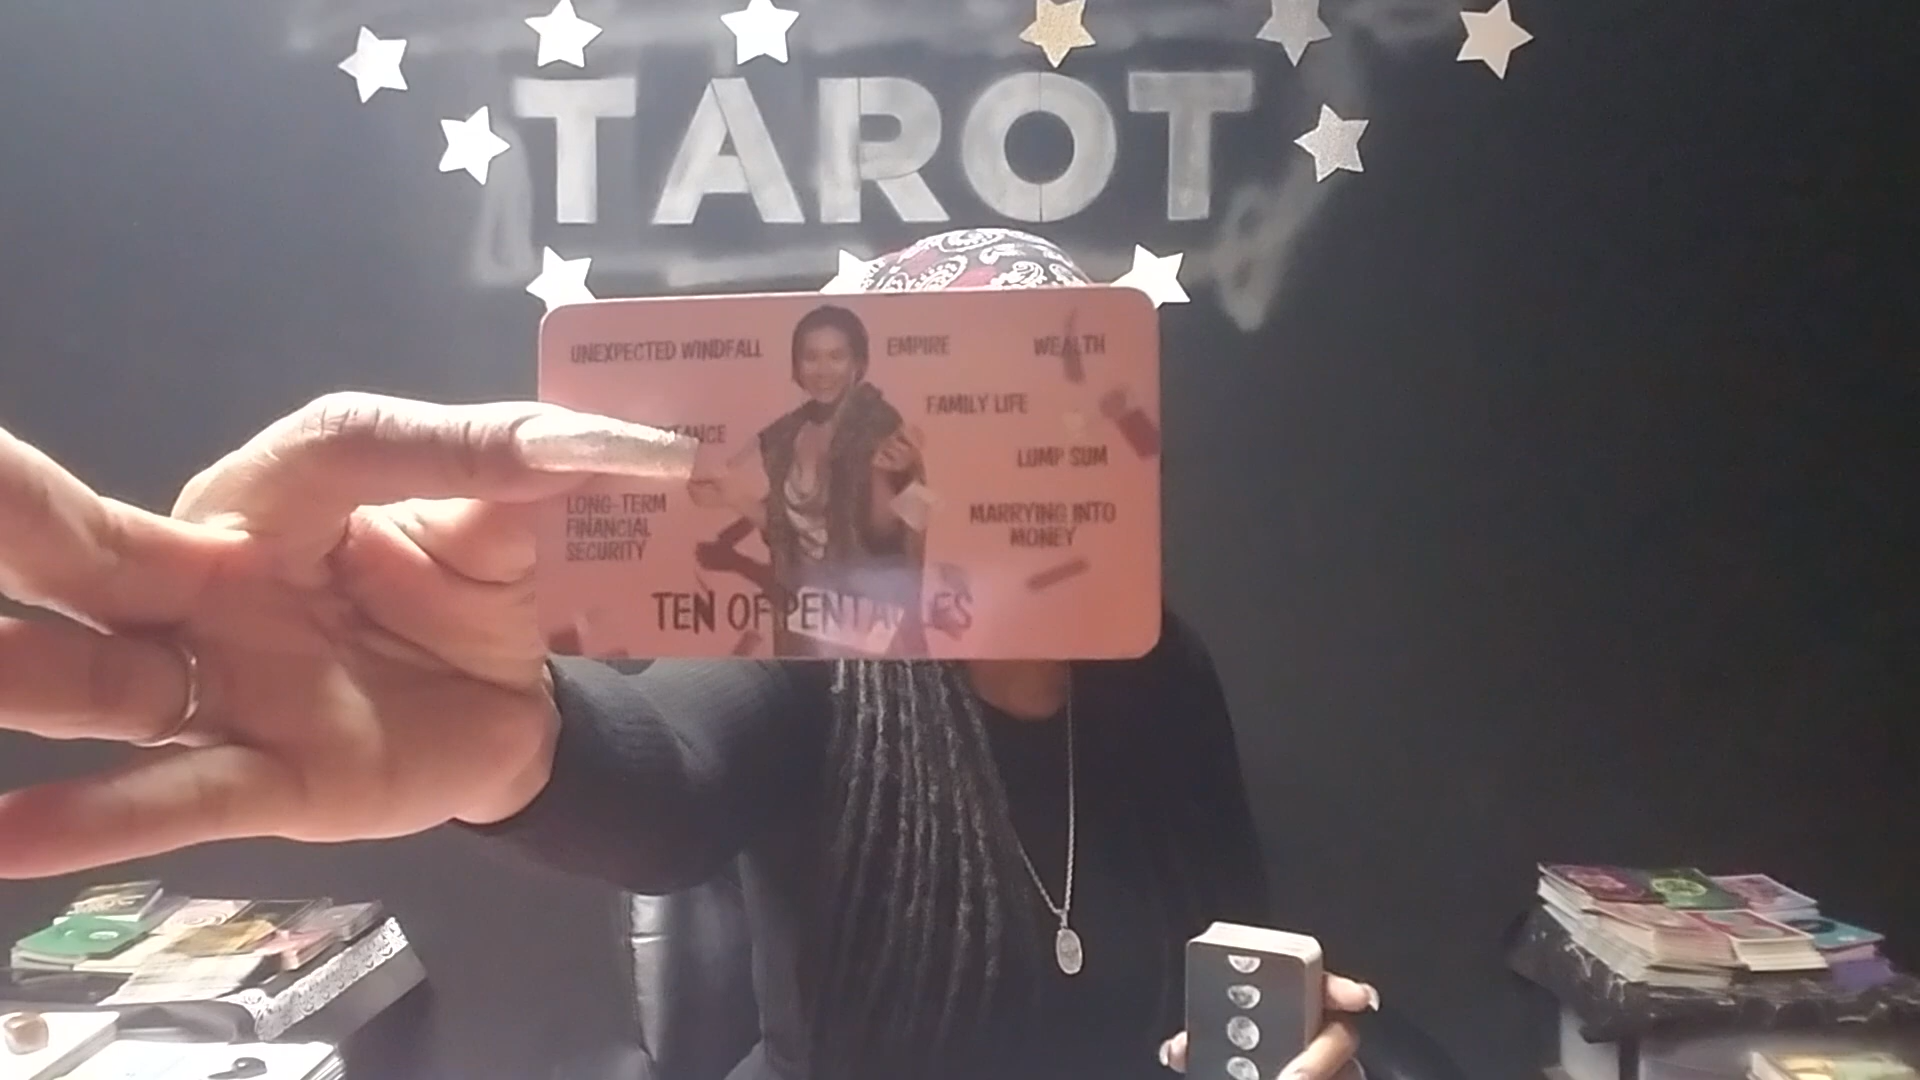 TAROT
UNEXPECTED WINDFALL
EMPIRE
WEALTH
FAMILY LIFE
LUMP SUM
LONG-TERM
FINANCIAL
SECURITY
MARRYING INTO
MONEY
TEN OF PENTACLES